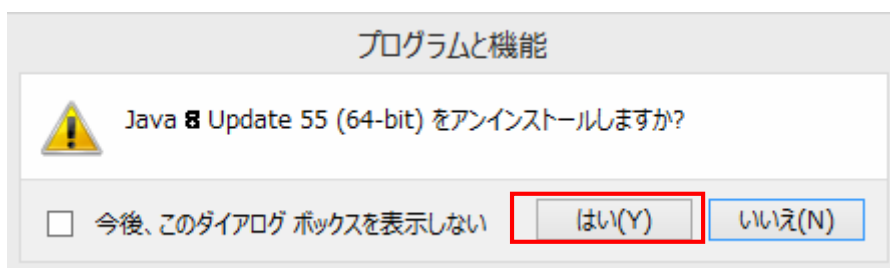 プログラムと機能
Java 8 Update 55 (64-bit) をアンインストールしますか?
今後、このダイアログ ボックスを表示しない
はい(Y)
いいえ(N)